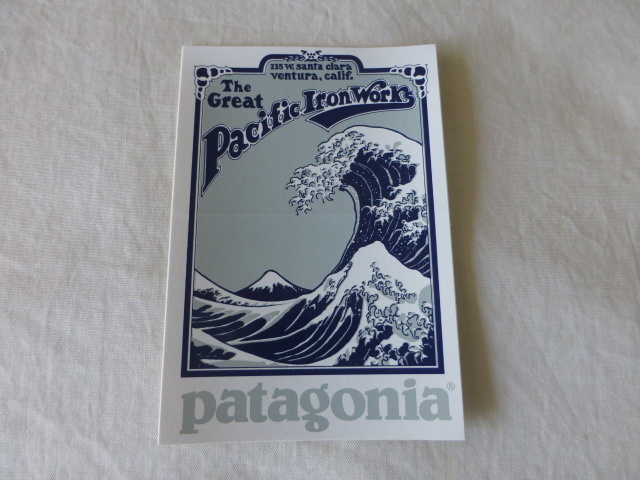 235 W. Santa Clara
Ventura, Calif.
The
Great
Pacific Iron Works
patagonia®